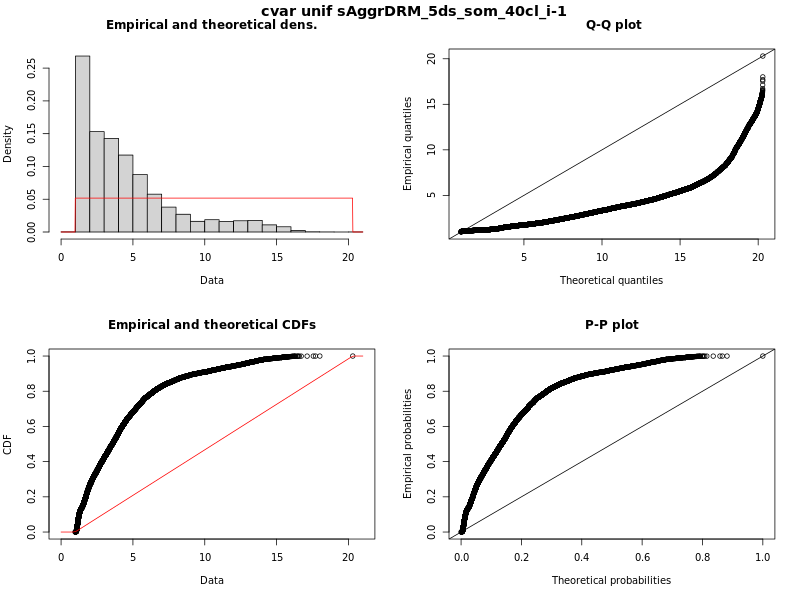 cvar unif sAggrDRM_5ds_som_40cl_i-1
Empirical and theoretical dens.
Density
0.00 0.05 0.10 0.15 0.20 0.25
0 5 10 15 20
Data
Q-Q plot
Empirical quantiles
5 10 15 20
5 10 15 20
Theoretical quantiles
Empirical and theoretical CDFs
CDF
0.0 0.2 0.4 0.6 0.8 1.0
0 5 10 15 20
Data
P-P plot
Empirical probabilities
0.0 0.2 0.4 0.6 0.8 1.0
0.0 0.2 0.4 0.6 0.8 1.0
Theoretical probabilities